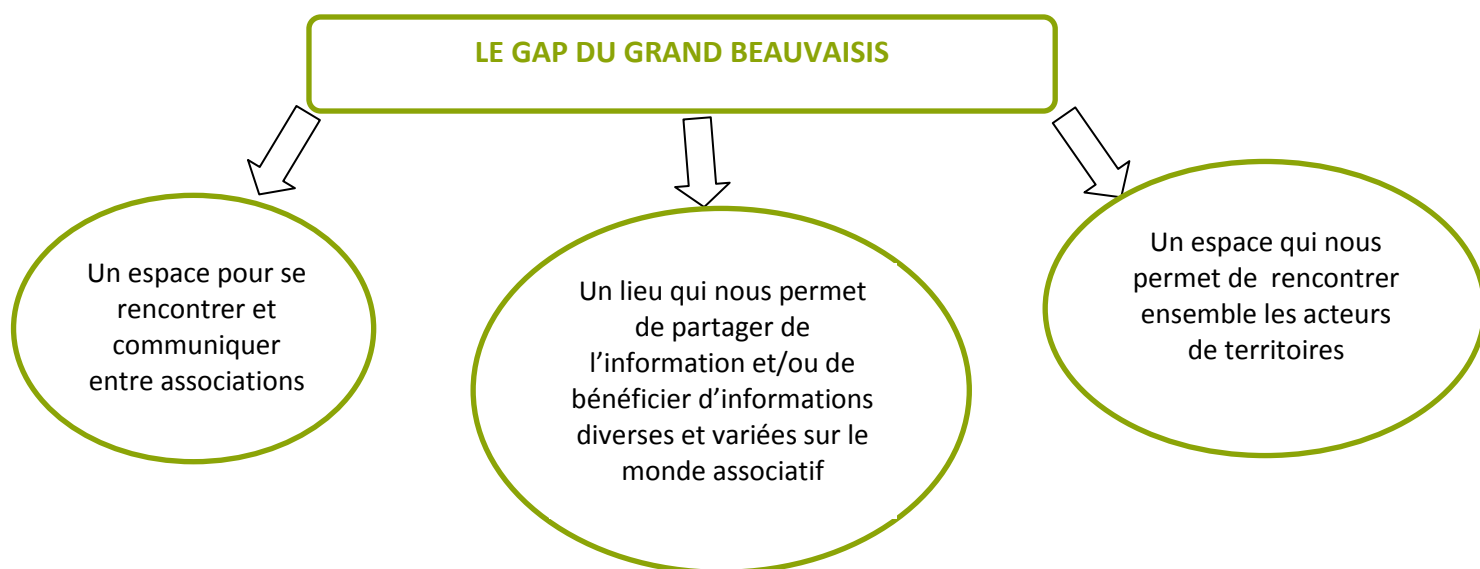 LE GAP DU GRAND BEAUVAISIS
Un espace pour se
rencontrer et
communiquer
entre associations
Un lieu qui nous permet
de partager de
l’information et/ou de
bénéficier d’informations
diverses et variées sur le
monde associatif
Un espace qui nous
permet de  rencontrer
ensemble les acteurs
de territoires